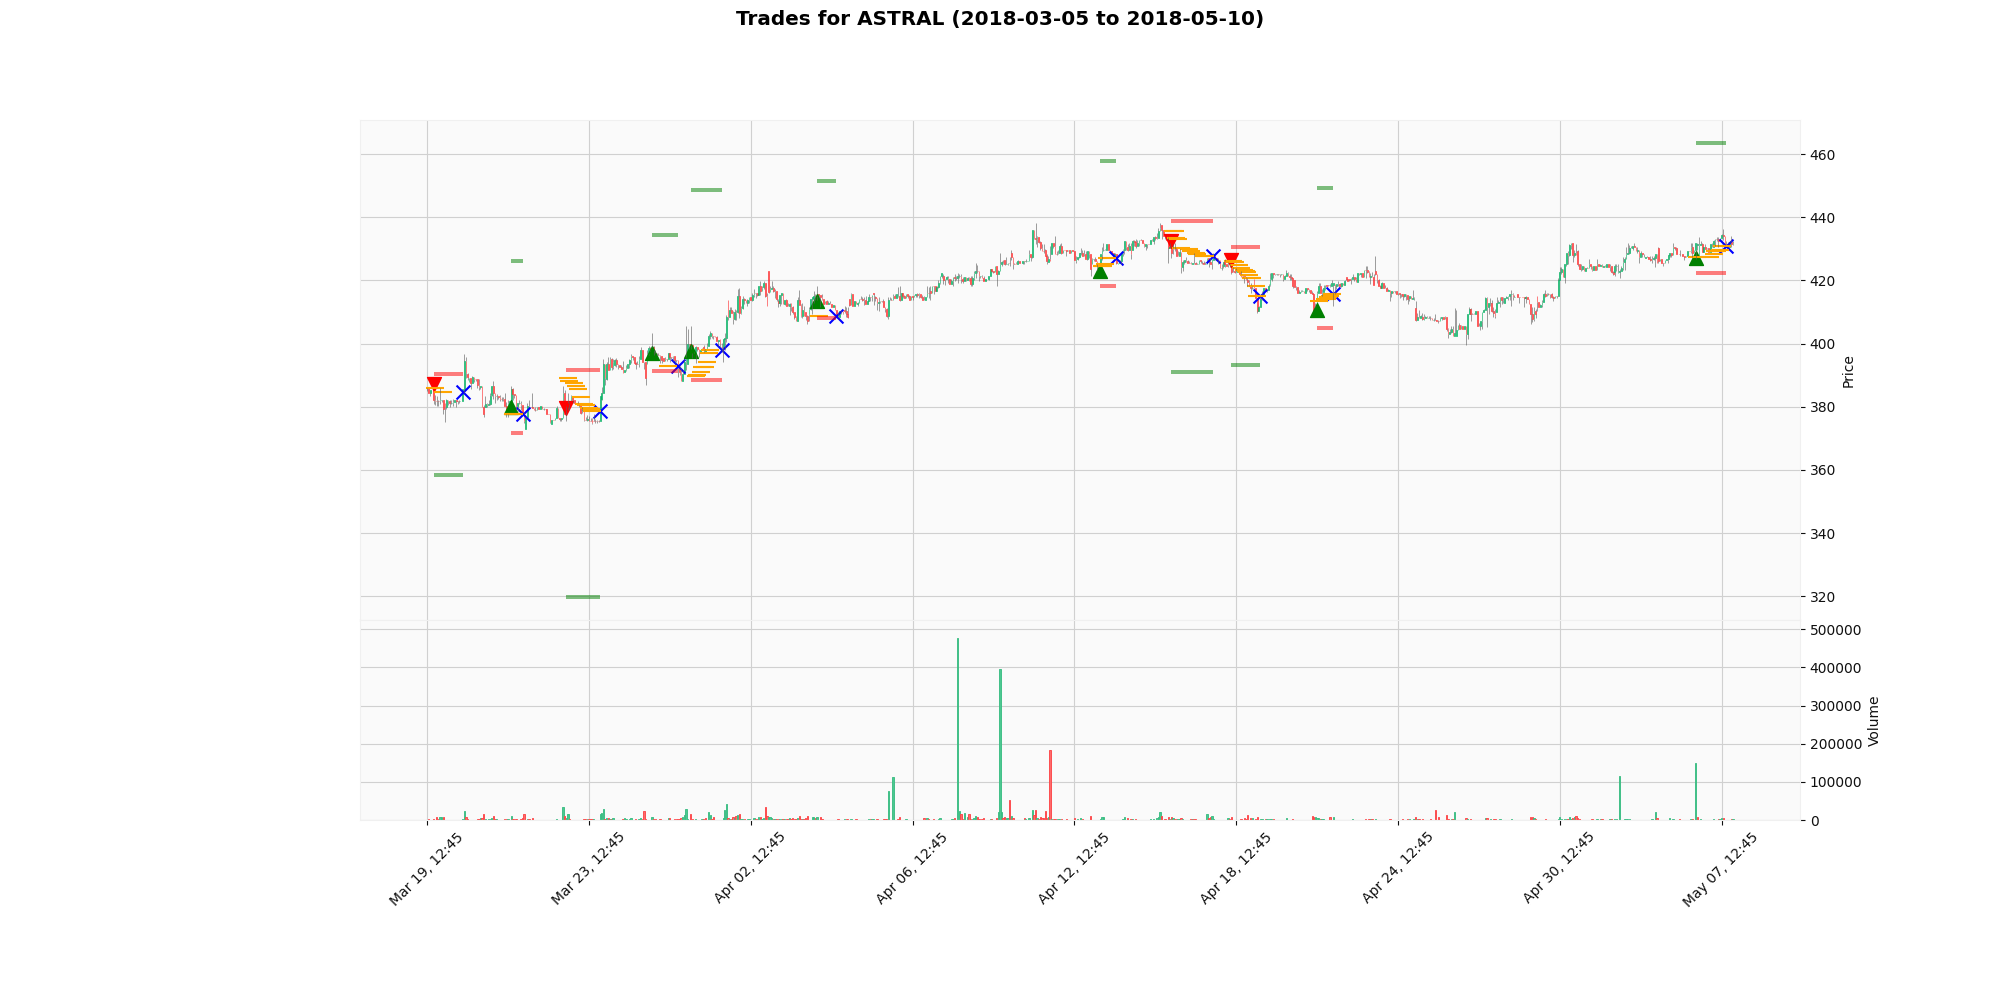 Trades for ASTRAL (2018-03-05 to 2018-05-10)
460
440
420
400
380
360
340
320
Price
500000
400000
300000
200000
100000
0
Volume
Mar 19, 12:45
Mar 23, 12:45
Apr 02, 12:45
Apr 06, 12:45
Apr 12, 12:45
Apr 18, 12:45
Apr 24, 12:45
Apr 30, 12:45
May 07, 12:45